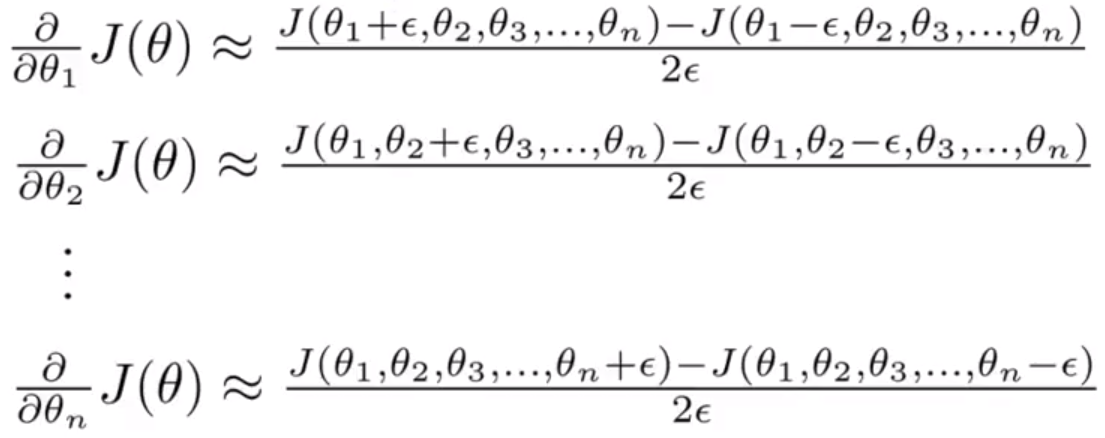 ∂/∂θ₁ J(θ) ≈ (J(θ₁+ϵ,θ₂,θ₃,...,θₙ)−J(θ₁−ϵ,θ₂,θ₃,...,θₙ))/(2ϵ)
∂/∂θ₂ J(θ) ≈ (J(θ₁,θ₂+ϵ,θ₃,...,θₙ)−J(θ₁,θ₂−ϵ,θ₃,...,θₙ))/(2ϵ)
⋮
∂/∂θₙ J(θ) ≈ (J(θ₁,θ₂,θ₃,...,θₙ+ϵ)−J(θ₁,θ₂,θ₃,...,θₙ−ϵ))/(2ϵ)